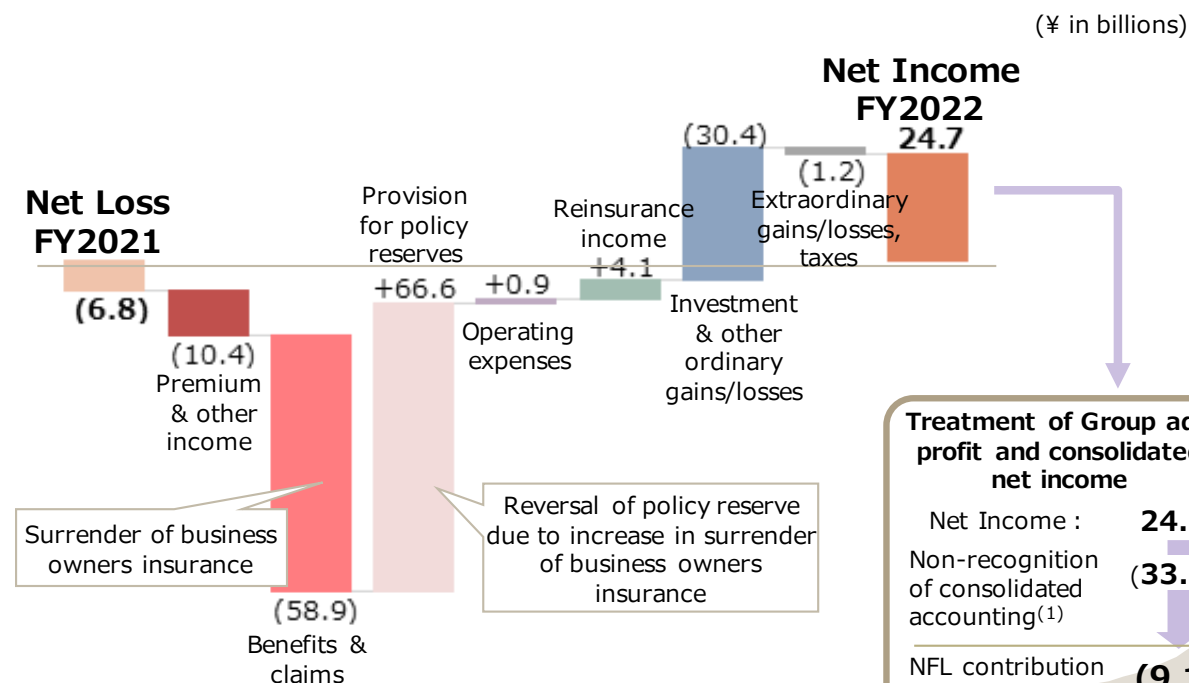 (¥ in billions)
Net Income
FY2022
24.7
(30.4)
(1.2)
Extraordinary
gains/losses,
taxes
Net Loss
FY2021
(6.8)
(10.4)
Premium
& other
income
Provision
for policy
reserves
+66.6
+0.9
Operating
expenses
Reinsurance
income
+4.1
Investment
& other
ordinary
gains/losses
Surrender of business
owners insurance
(58.9)
Benefits &
claims
Reversal of policy reserve
due to increase in surrender
of business owners
insurance
Treatment of Group
profit and
net income
Net Income : 24.
Non-recognition
of consolidated
accounting(1)
(33.
NFL contribution
(9.